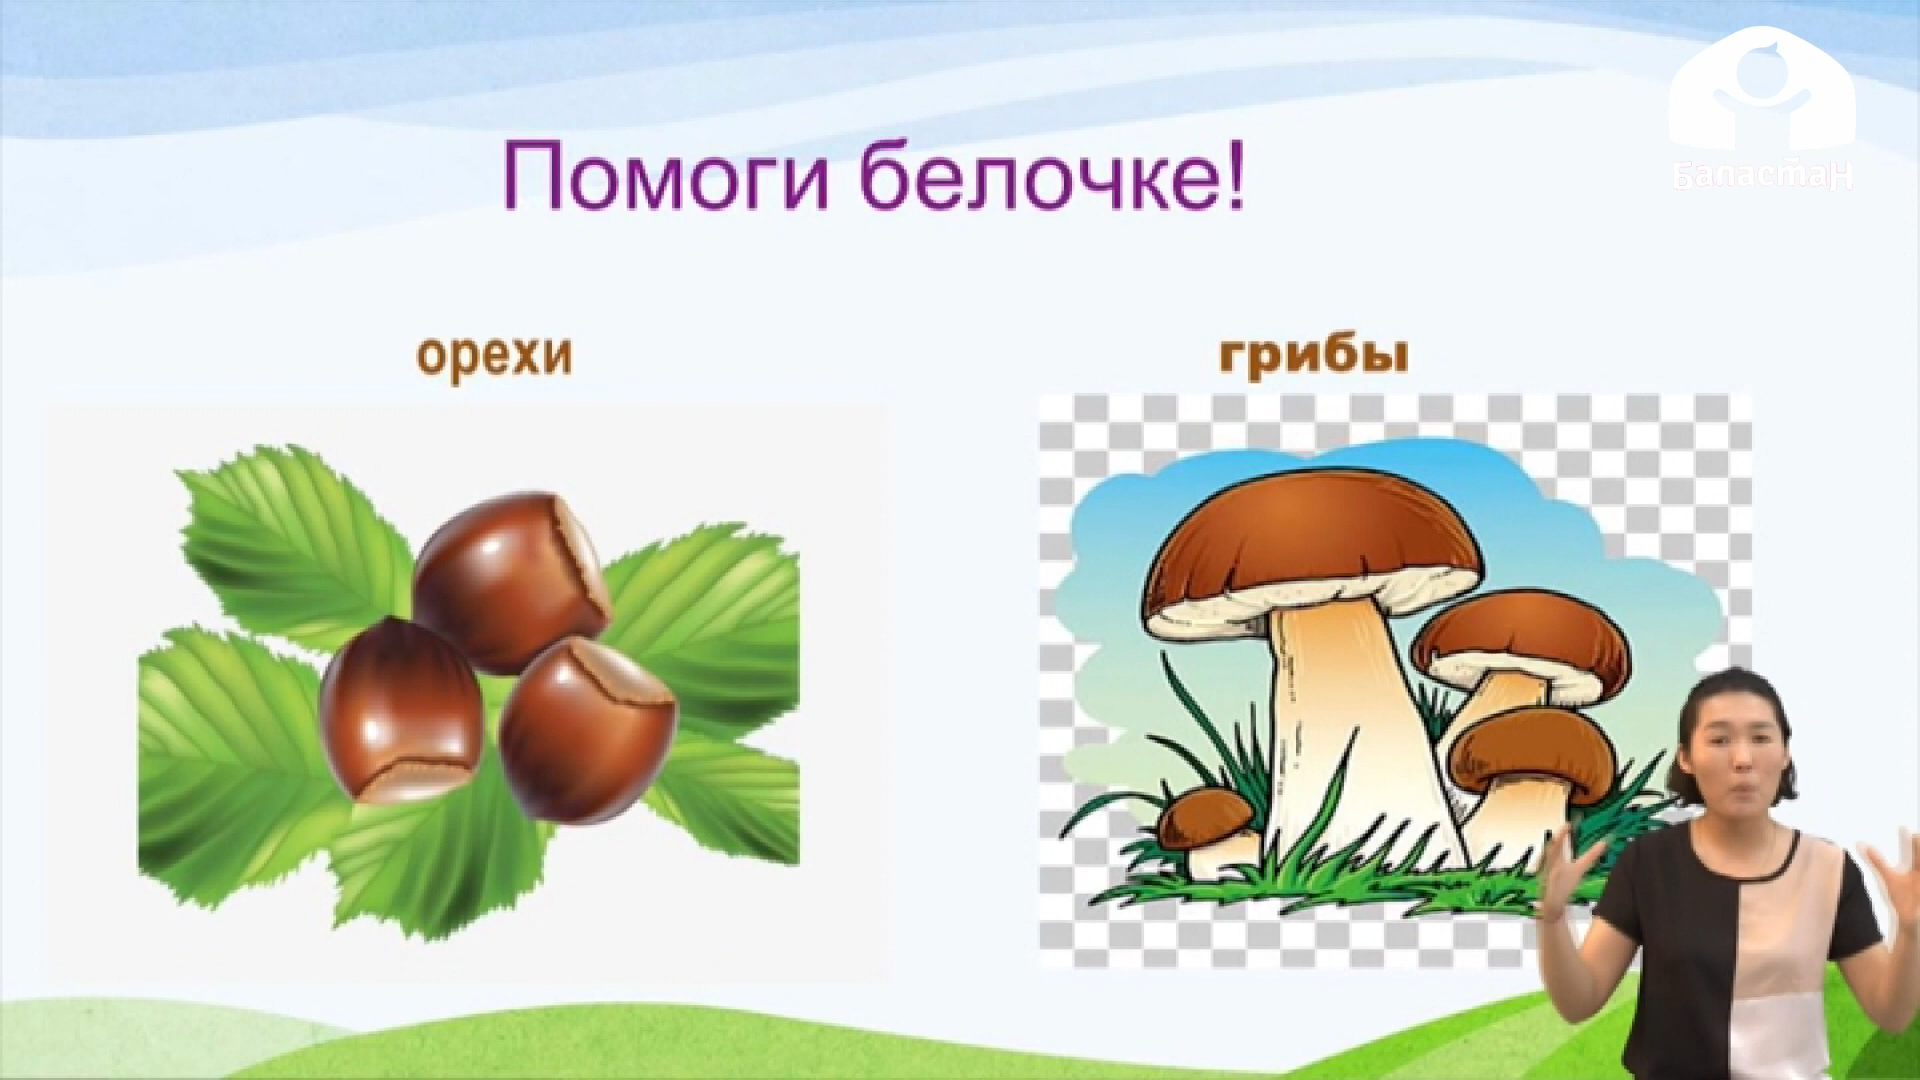 Баластан
Помоги белочке!
орехи
грибы